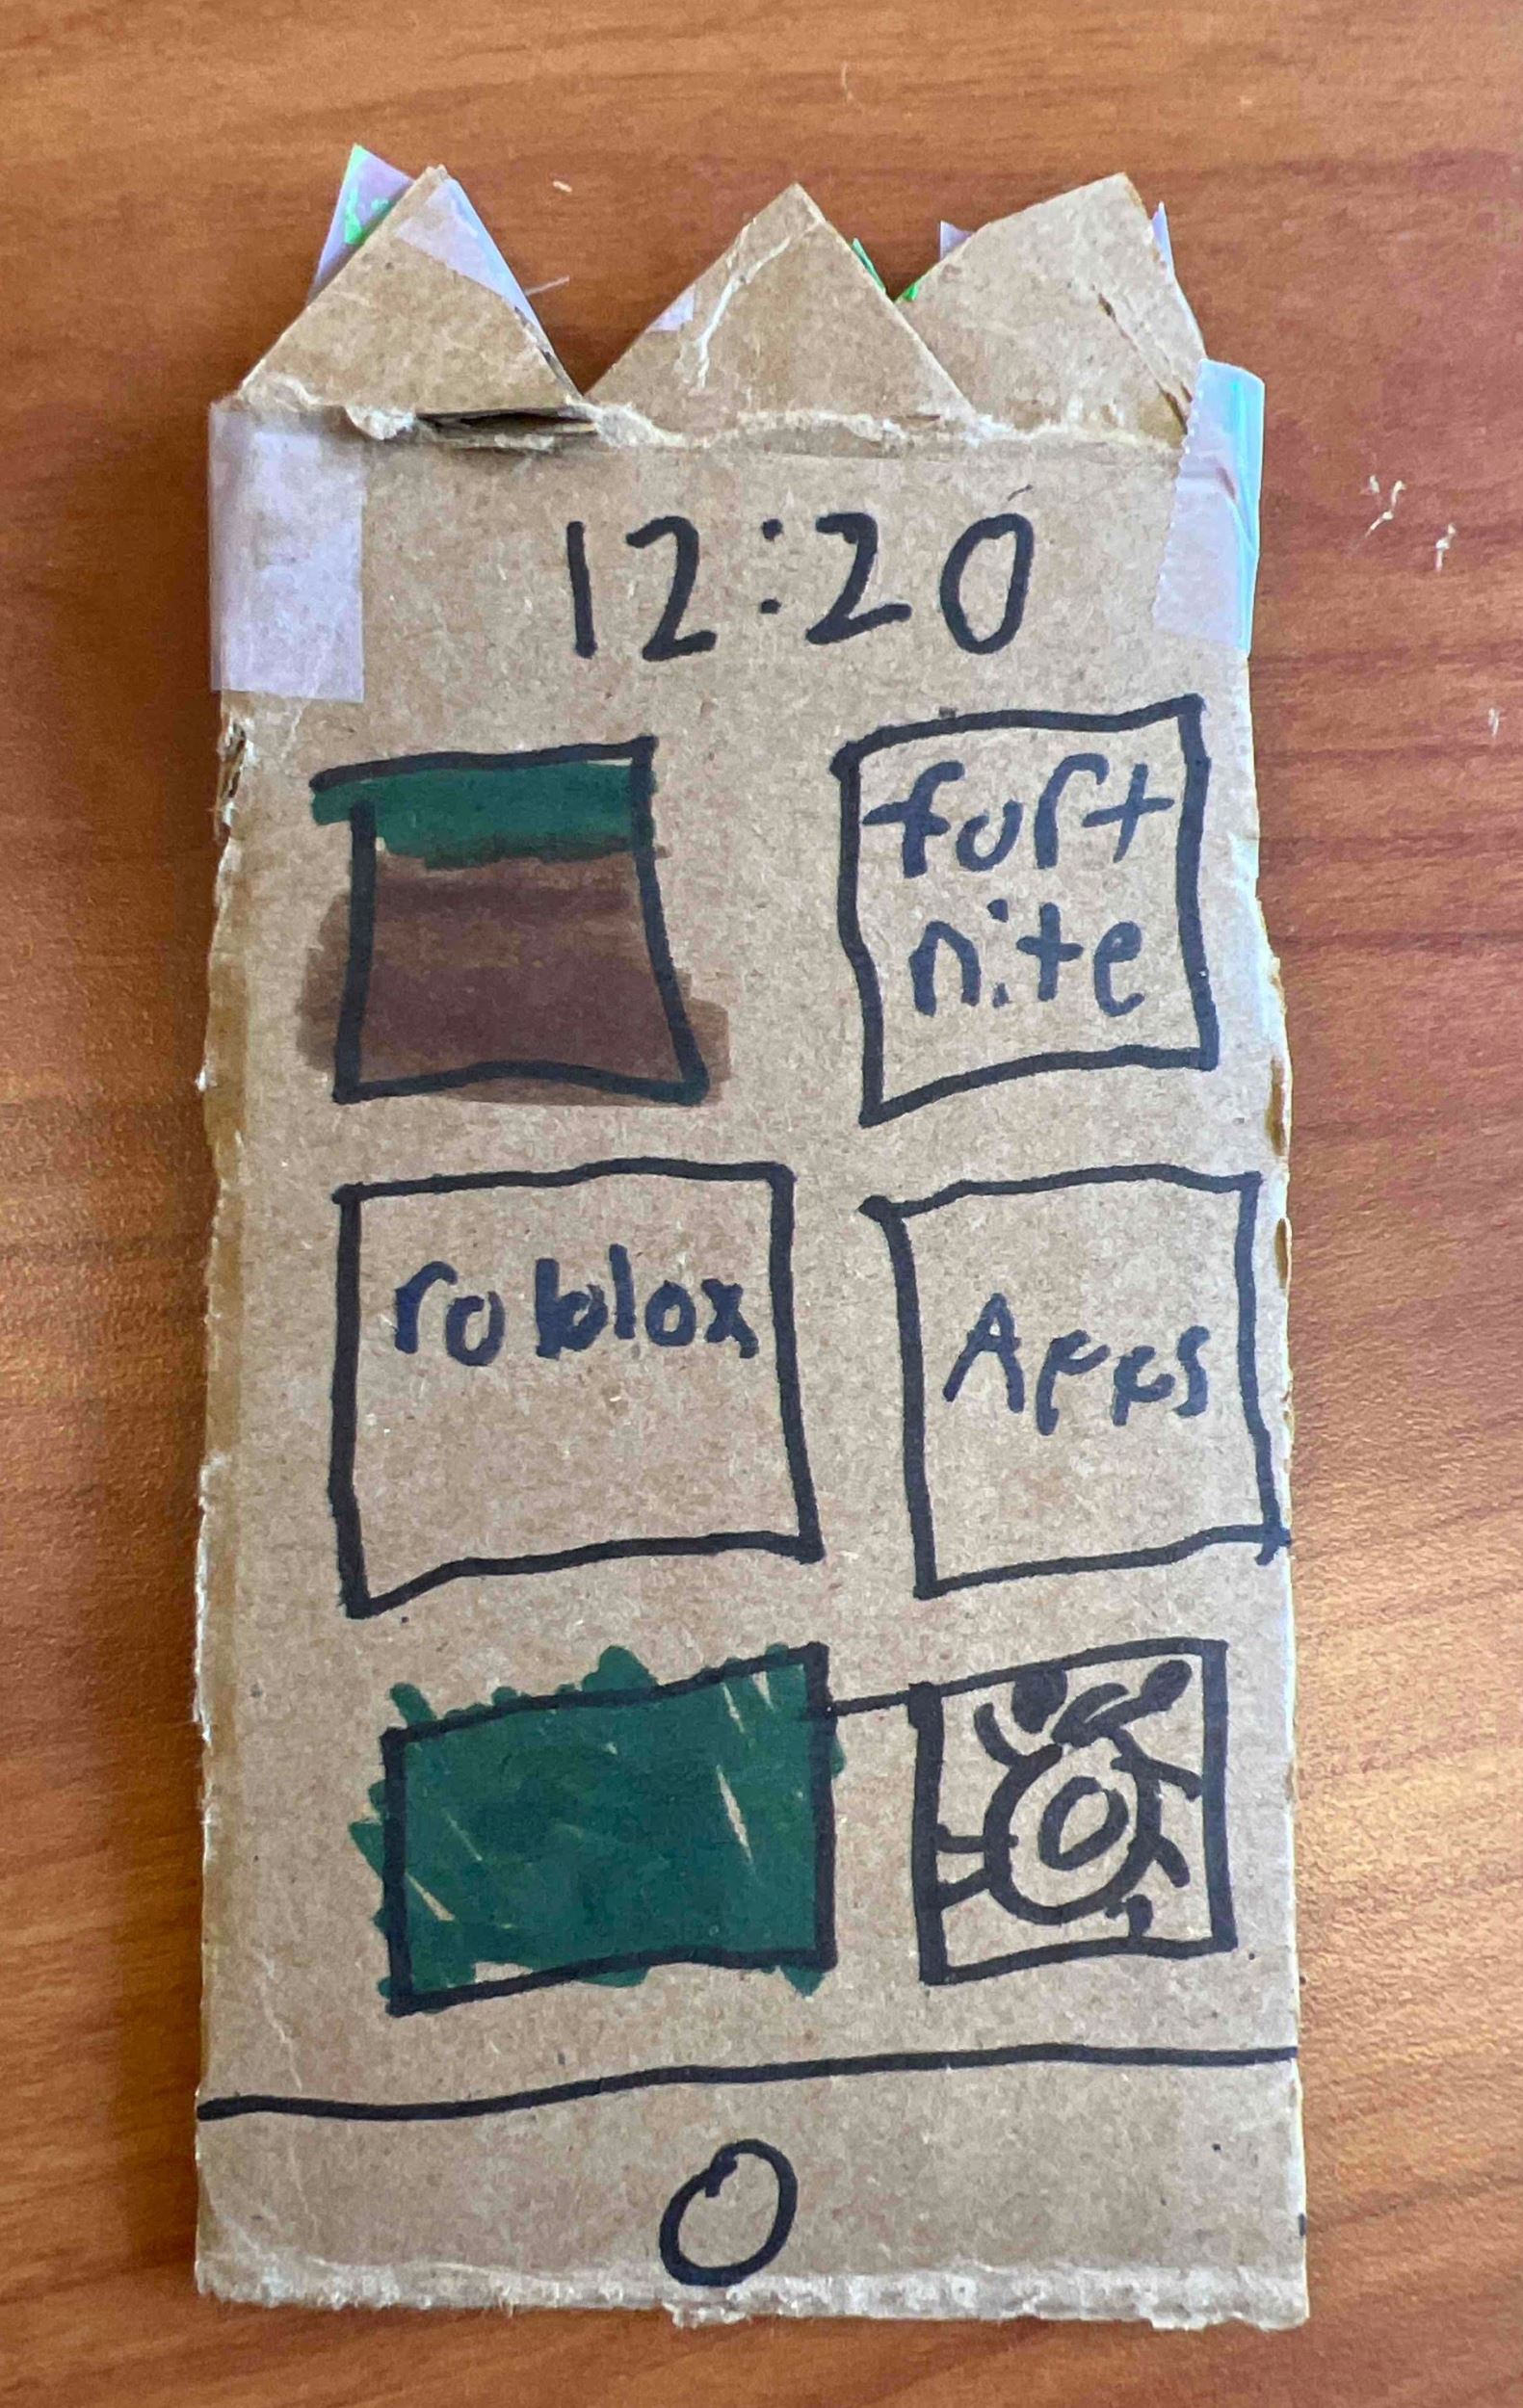 12:20
fort
nite
roblox
Apps